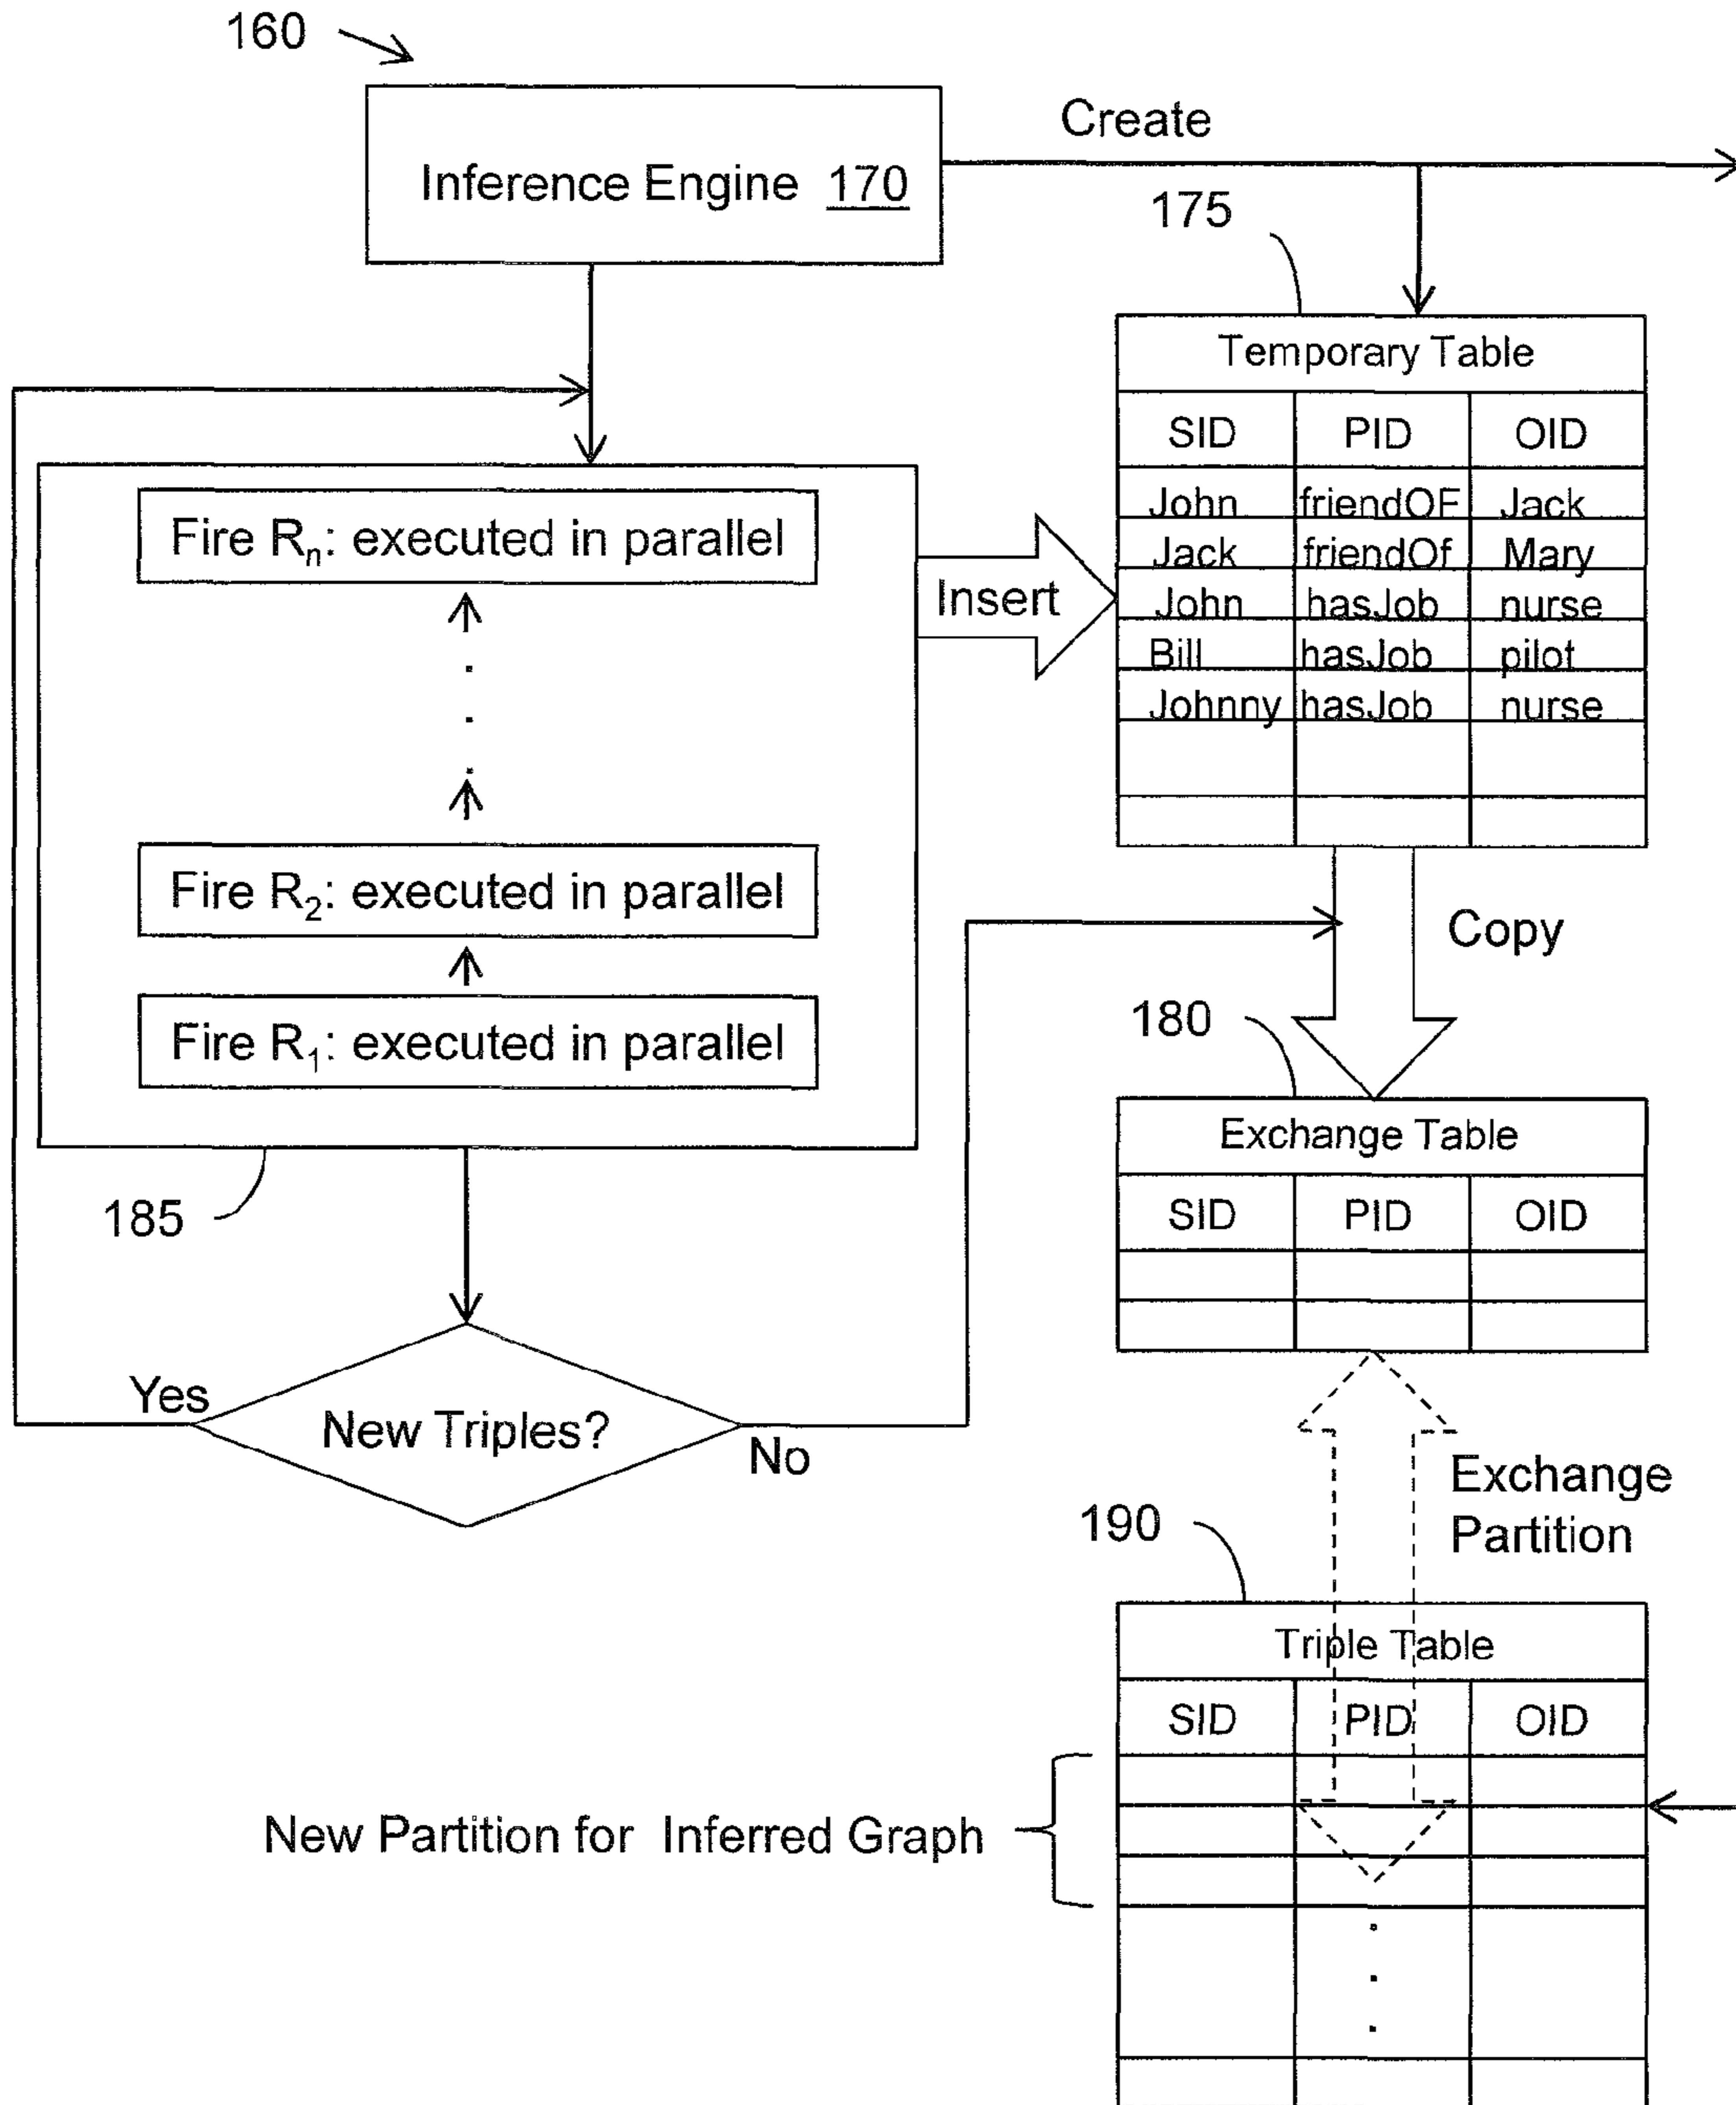 160
Create
Inference Engine 170
175
Temporary Table
SID PID OID
John friendOF Jack
Jack friendOf Mary
John hasJob nurse
Bill hasJob pilot
Johnny hasJob nurse
Fire Rn: executed in parallel
.
.
.
Fire R2: executed in parallel
Fire R1: executed in parallel
Insert
Copy
185
180
Exchange Table
SID PID OID
Yes
New Triples?
No
Exchange
Partition
190
Triple Table
SID PID OID
New Partition for Inferred Graph
.
.
.